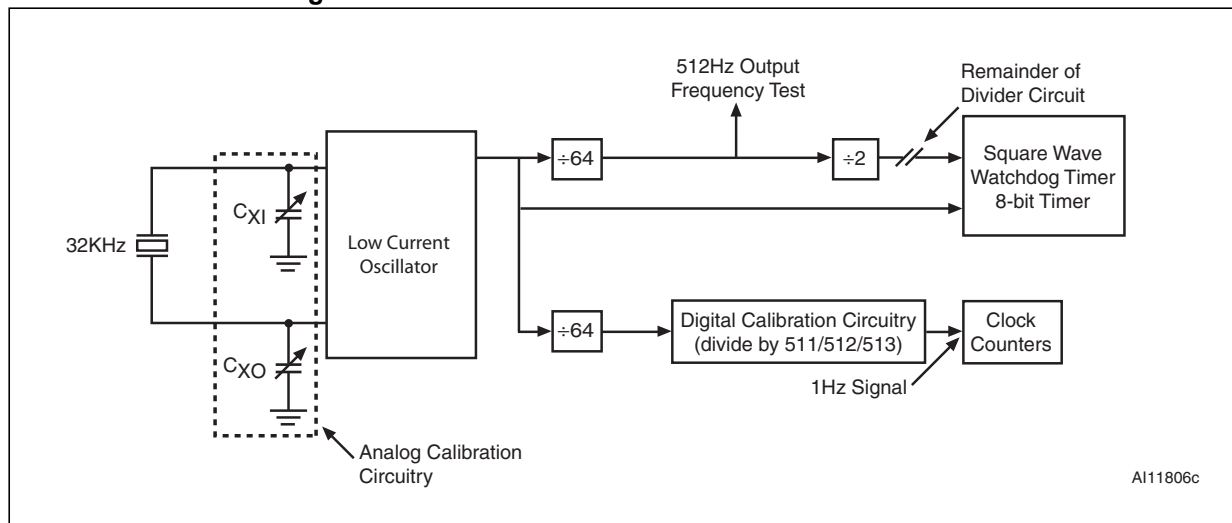 512Hz Output
Frequency Test
Remainder of
Divider Circuit
÷64
÷2
Square Wave
Watchdog Timer
8-bit Timer
CXI
32KHz
Low Current
Oscillator
CXO
÷64
Digital Calibration Circuitry
(divide by 511/512/513)
Clock
Counters
1Hz Signal
Analog Calibration
Circuitry
AI11806c